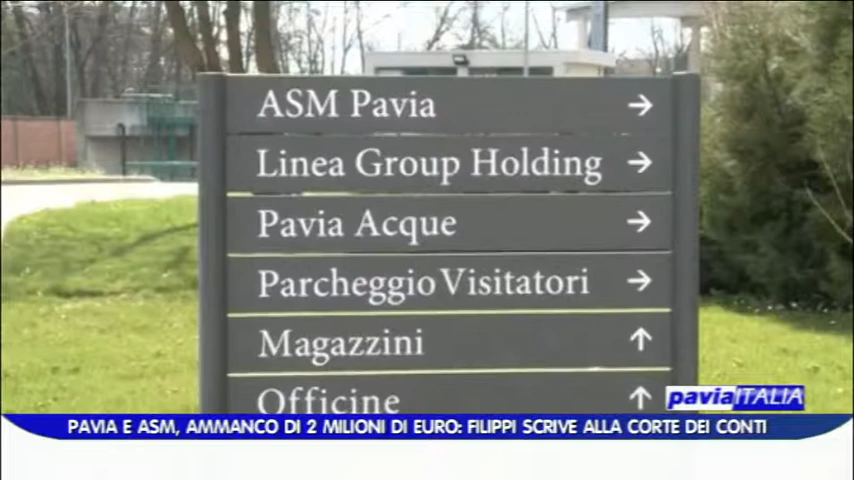 ASM Pavia →
Linea Group Holding →
Pavia Acque →
Parcheggio Visitatori →
Magazzini ↑
Officine ↑
paviaITALIA
PAVIA E ASM, AMMANCO DI 2 MILIONI DI EURO: FILIPPI SCRIVE ALLA CORTE DEI CONTI